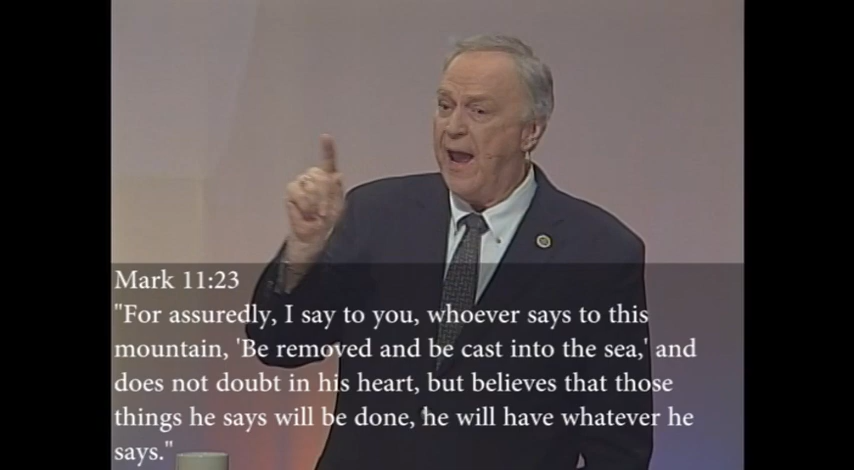 Mark 11:23
"For assuredly, I say to you, whoever says to this
mountain, 'Be removed and be cast into the sea,' and
does not doubt in his heart, but believes that those
things he says will be done, he will have whatever he
says."